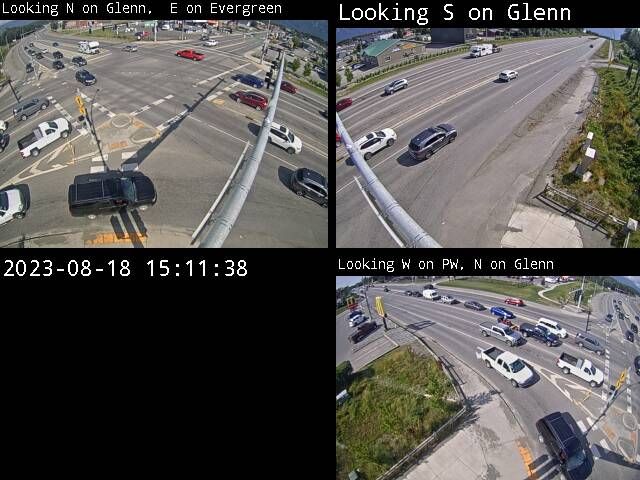 Looking N on Glenn, E on Evergreen
Looking S on Glenn
2023-08-18 15:11:38
Looking W on PW, N on Glenn